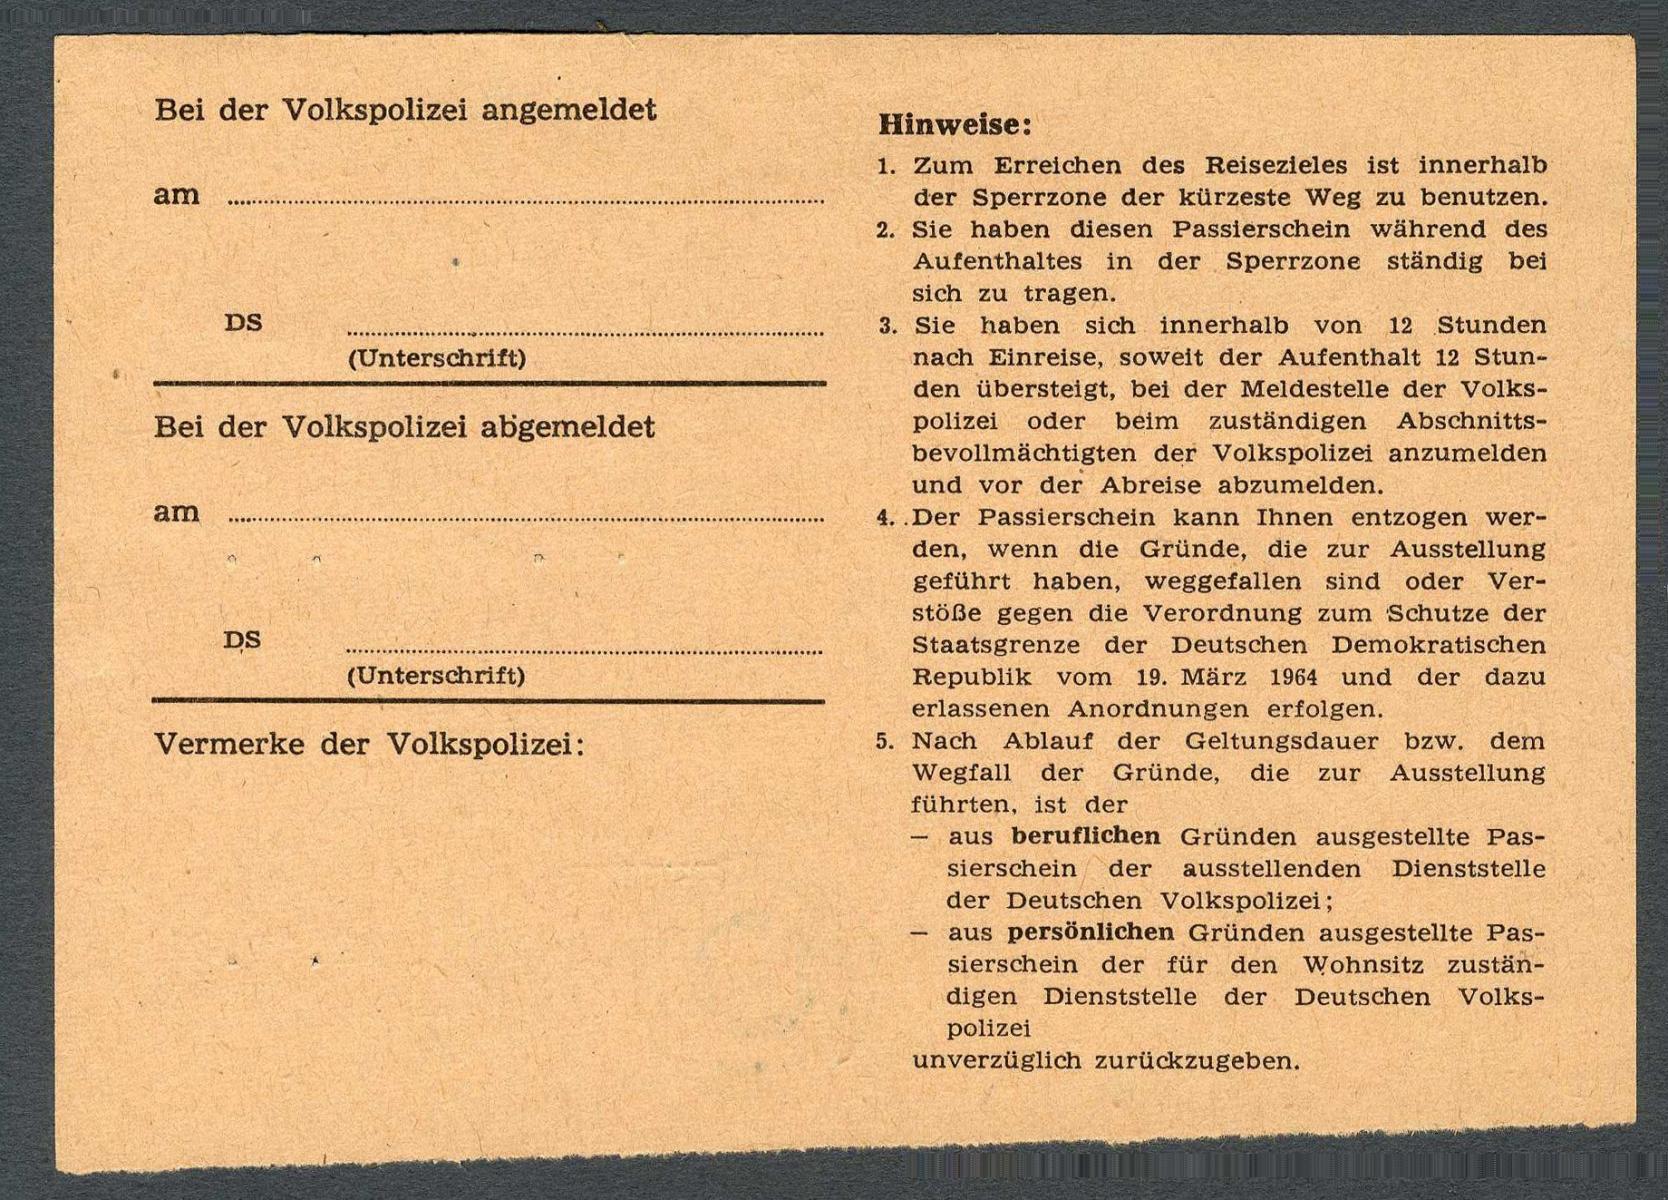 Bei der Volkspolizei angemeldet
am
DS
(Unterschrift)
Bei der Volkspolizei abgemeldet
am
DS
(Unterschrift)
Vermerke der Volkspolizei:
Hinweise:
1. Zum Erreichen des Reisezieles ist innerhalb
der Sperrzone der kürzeste Weg zu benutzen.
2. Sie haben diesen Passierschein während des
Aufenthaltes in der Sperrzone ständig bei
sich zu tragen.
3. Sie haben sich innerhalb von 12 Stunden
nach Einreise, soweit der Aufenthalt 12 Stun-
den übersteigt, bei der Meldestelle der Volks-
polizei oder beim zuständigen Abschnitts-
bevollmächtigten der Volkspolizei anzumelden
und vor der Abreise abzumelden.
4. Der Passierschein kann Ihnen entzogen wer-
den, wenn die Gründe, die zur Ausstellung
geführt haben, weggefallen sind oder Ver-
stöße gegen die Verordnung zum Schutze der
Staatsgrenze der Deutschen Demokratischen
Republik vom 19. März 1964 und der dazu
erlassenen Anordnungen erfolgen.
5. Nach Ablauf der Geltungsdauer bzw. dem
Wegfall der Gründe, die zur Ausstellung
führten, ist der
— aus beruflichen Gründen ausgestellte Pas-
sierschein der ausstellenden Dienststelle
der Deutschen Volkspolizei;
— aus persönlichen Gründen ausgestellte Pas-
sierschein der für den Wohnsitz zustän-
digen Dienststelle der Deutschen Volks-
polizei
unverzüglich zurückzugeben.